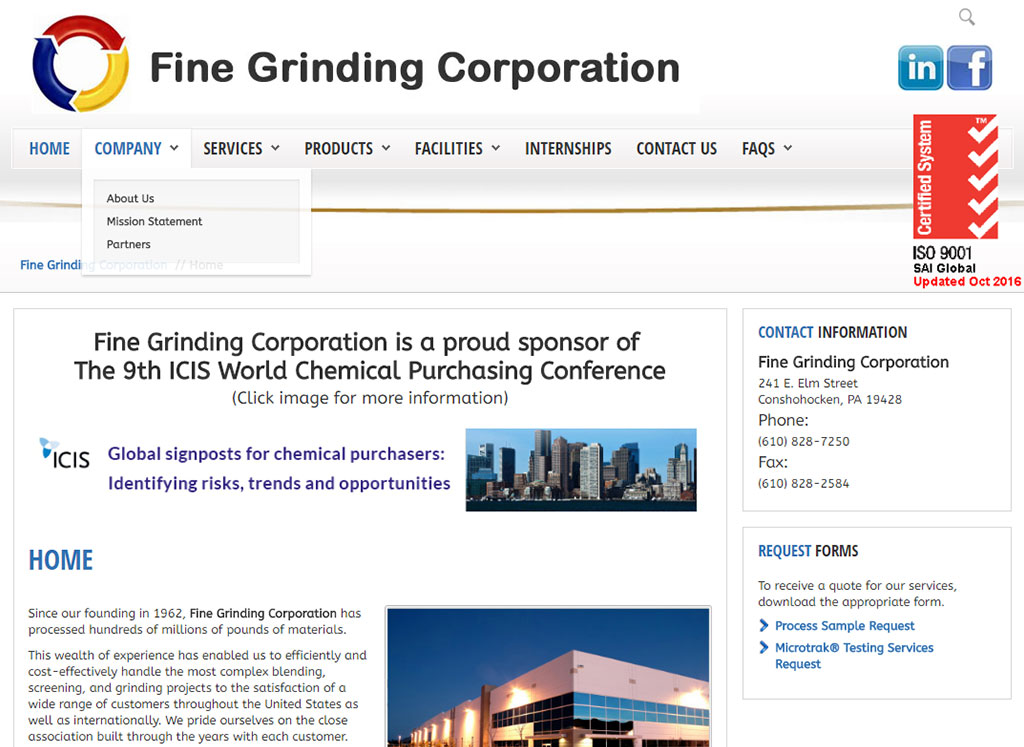 Fine Grinding Corporation
in f
HOME COMPANY SERVICES PRODUCTS FACILITIES INTERNSHIPS CONTACT US FAQS
About Us
Mission Statement
Partners
Fine Grinding Corporation // Home
Certified System
TM
ISO 9001
SAI Global
Updated Oct 2016
Fine Grinding Corporation is a proud sponsor of
The 9th ICIS World Chemical Purchasing Conference
(Click image for more information)
ICIS
Global signposts for chemical purchasers:
Identifying risks, trends and opportunities
HOME
Since our founding in 1962, Fine Grinding Corporation has
processed hundreds of millions of pounds of materials.
This wealth of experience has enabled us to efficiently and
cost-effectively handle the most complex blending,
screening, and grinding projects to the satisfaction of a
wide range of customers throughout the United States as
well as internationally. We pride ourselves on the close
association built through the years with each customer.
CONTACT INFORMATION
Fine Grinding Corporation
241 E. Elm Street
Conshohocken, PA 19428
Phone:
(610) 828-7250
Fax:
(610) 828-2584
REQUEST FORMS
To receive a quote for our services,
download the appropriate form.
Process Sample Request
Microtrak® Testing Services
Request